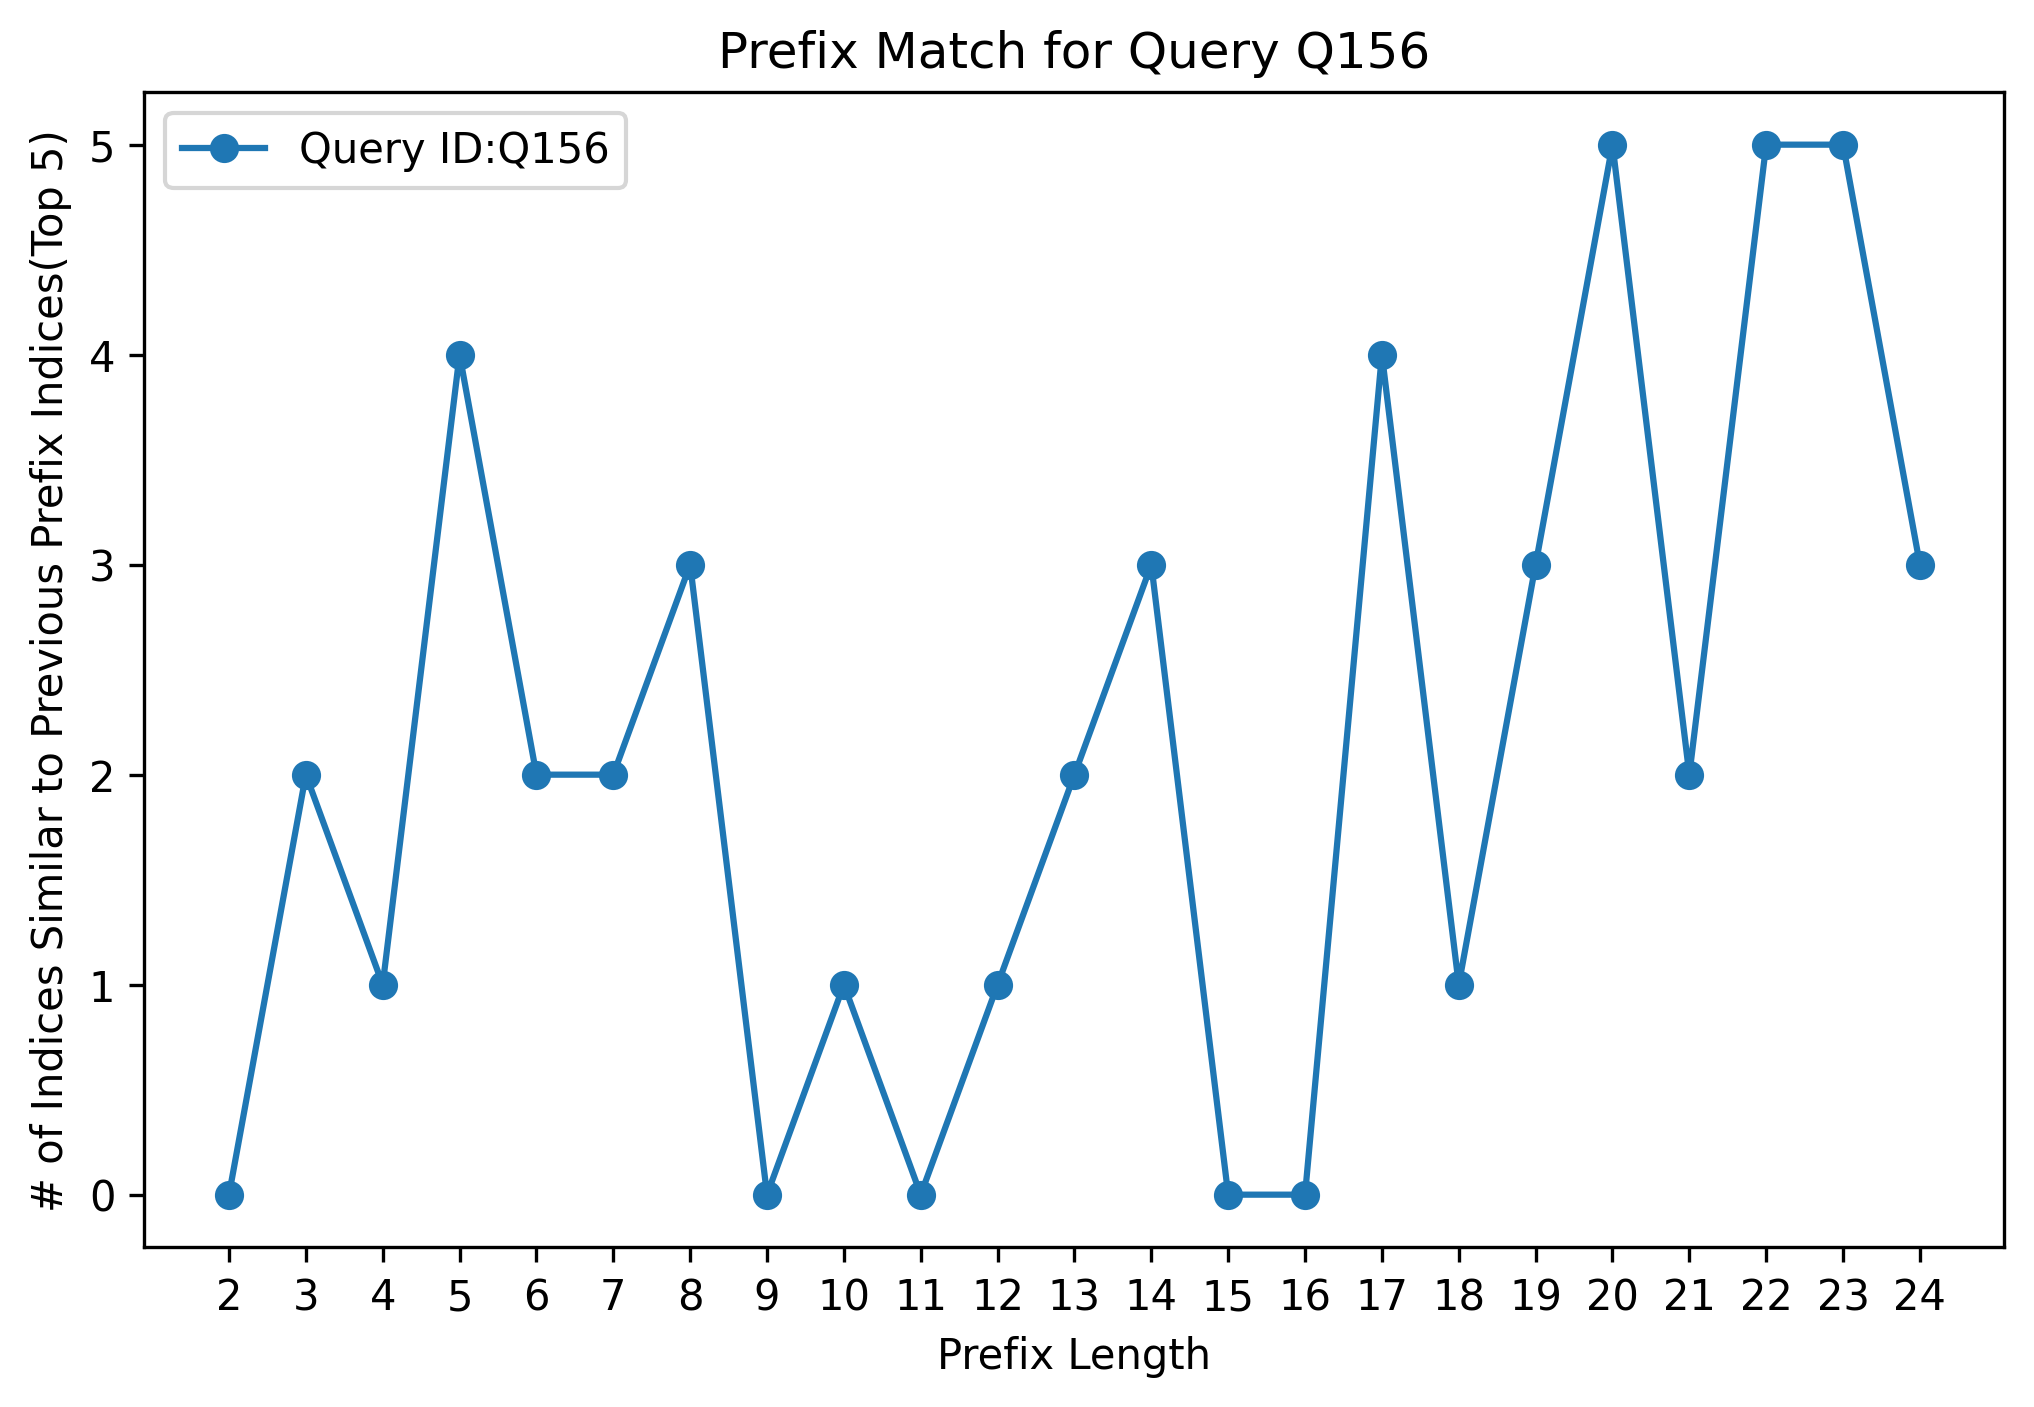 Prefix Match for Query Q156
Query ID:Q156
# of Indices Similar to Previous Prefix Indices(Top 5)
5
4
3
2
1
0
2 3 4 5 6 7 8 9 10 11 12 13 14 15 16 17 18 19 20 21 22 23 24
Prefix Length